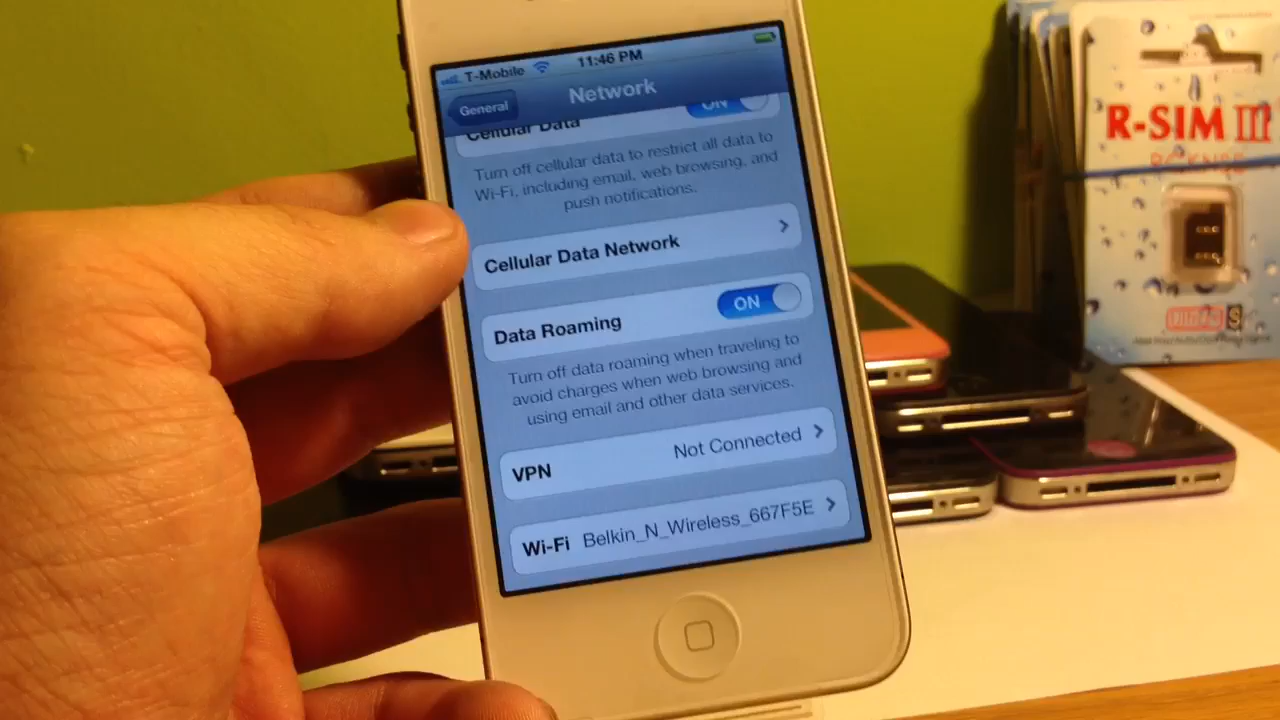 T-Mobile 11:46 PM
General Network
Cellular Data ON
Turn off cellular data to restrict all data to
Wi-Fi, including email, web browsing, and
push notifications.
Cellular Data Network
Data Roaming ON
Turn off data roaming when traveling to
avoid charges when web browsing and
using email and other data services.
VPN Not Connected
Wi-Fi Belkin_N_Wireless_667F5E
R-SIM III